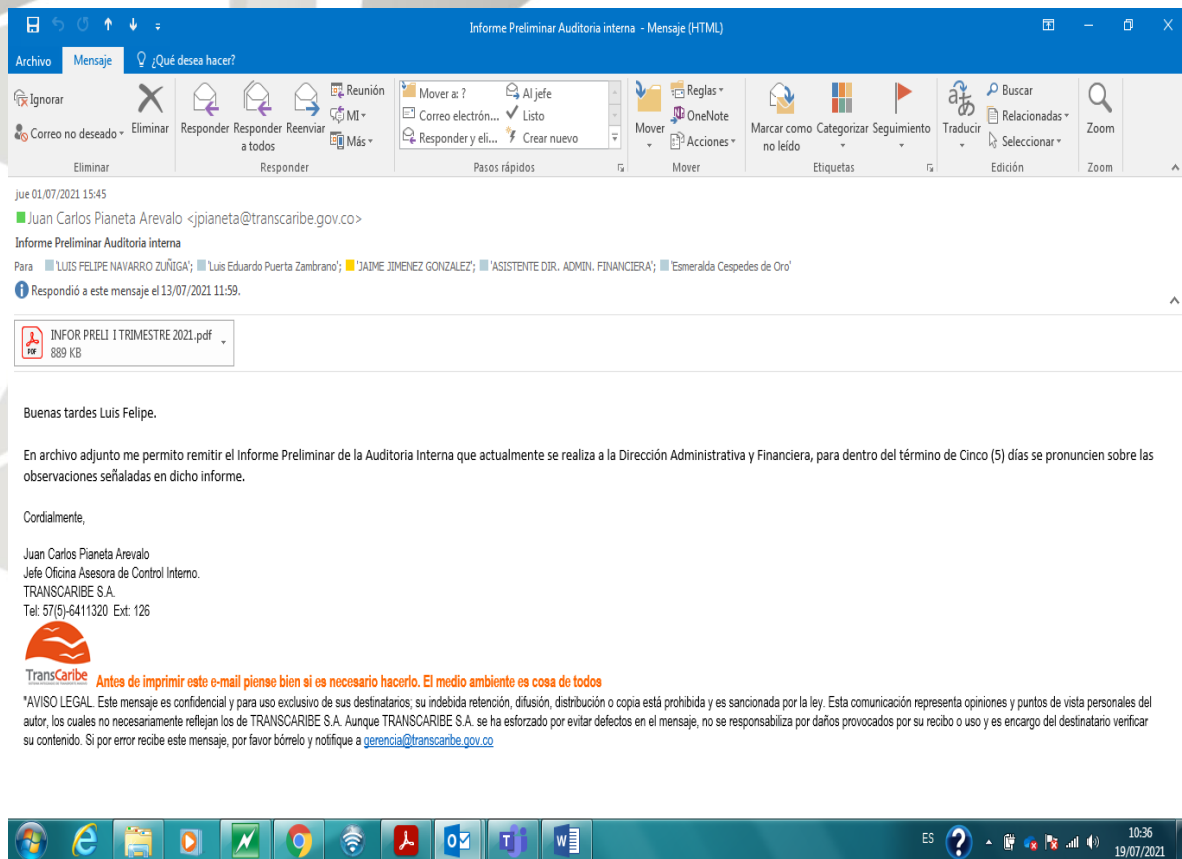 Informe Preliminar Auditoria interna - Mensaje (HTML)
Archivo Mensaje ¿Qué desea hacer?
Ignorar
Correo no deseado
Eliminar
Eliminar
Responder Responder a todos Reenviar
Reunión
MI
Más
Responder
Mover a: ? Al jefe
Correo electrón... Listo
Responder y eli... Crear nuevo
Pasos rápidos
Mover
Reglas
OneNote
Acciones
Mover
Marcar como no leído Categorizar Seguimiento
Etiquetas
Traducir
Buscar
Relacionadas
Seleccionar
Edición
Zoom
Zoom
jue 01/07/2021 15:45
Juan Carlos Pianeta Arevalo <jpianeta@transcaribe.gov.co>
Informe Preliminar Auditoria interna
Para 'LUIS FELIPE NAVARRO ZUÑIGA'; 'Luis Eduardo Puerta Zambrano'; 'JAIME JIMENEZ GONZALEZ'; 'ASISTENTE DIR. ADMIN. FINANCIERA'; 'Esmeralda Cespedes de Oro'
Respondió a este mensaje el 13/07/2021 11:59.
INFOR PRELI I TRIMESTRE 2021.pdf
PDF 889 KB
Buenas tardes Luis Felipe.
En archivo adjunto me permito remitir el Informe Preliminar de la Auditoria Interna que actualmente se realiza a la Dirección Administrativa y Financiera, para dentro del término de Cinco (5) días se pronuncien sobre las
observaciones señaladas en dicho informe.
Cordialmente,
Juan Carlos Pianeta Arevalo
Jefe Oficina Asesora de Control Interno.
TRANSCARIBE S.A.
Tel: 57(5)-6411320 Ext: 126
TransCaribe Antes de imprimir este e-mail piense bien si es necesario hacerlo. El medio ambiente es cosa de todos
"AVISO LEGAL. Este mensaje es confidencial y para uso exclusivo de sus destinatarios; su indebida retención, difusión, distribución o copia está prohibida y es sancionada por la ley. Esta comunicación representa opiniones y puntos de vista personales del
autor, los cuales no necesariamente reflejan los de TRANSCARIBE S.A. Aunque TRANSCARIBE S.A. se ha esforzado por evitar defectos en el mensaje, no se responsabiliza por daños provocados por su recibo o uso y es encargo del destinatario verificar
su contenido. Si por error recibe este mensaje, por favor bórrelo y notifique a gerencia@transcaribe.gov.co
ES
10:36
19/07/2021